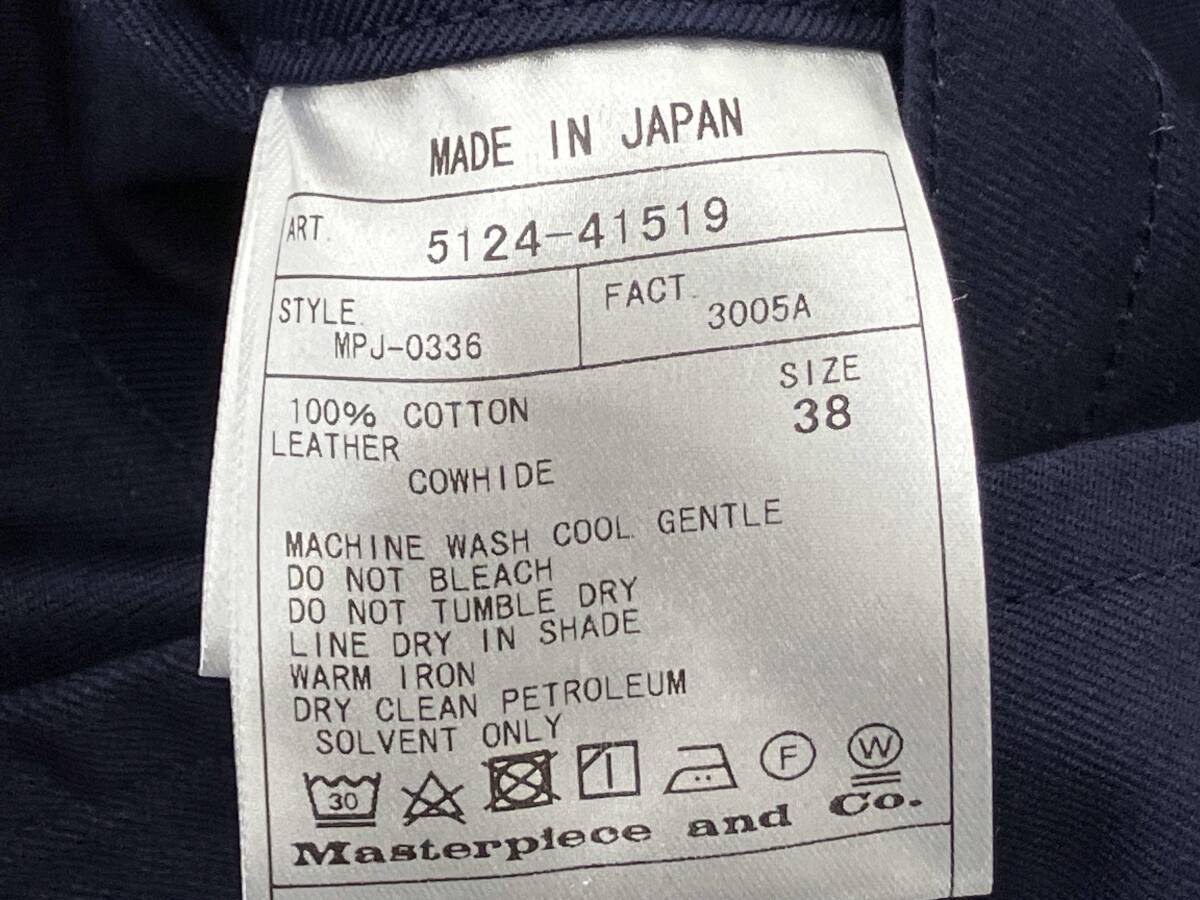 MADE IN JAPAN
ART. 5124-41519
STYLE. MPJ-0336
FACT. 3005A
100% COTTON
SIZE 38
LEATHER
COWHIDE
MACHINE WASH COOL. GENTLE
DO NOT BLEACH
DO NOT TUMBLE DRY
LINE DRY IN SHADE
WARM IRON
DRY CLEAN PETROLEUM
SOLVENT ONLY
30 F W
Masterpiece and Co.